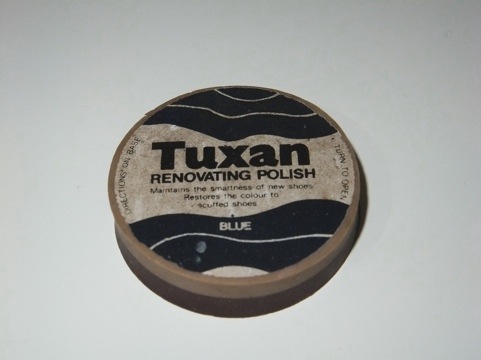 Tuxan
RENOVATING POLISH
Maintains the smartness of new shoes
Restores the colour to
scuffed shoes
BLUE
DIRECTIONS ON BASE
TURN TO OPEN